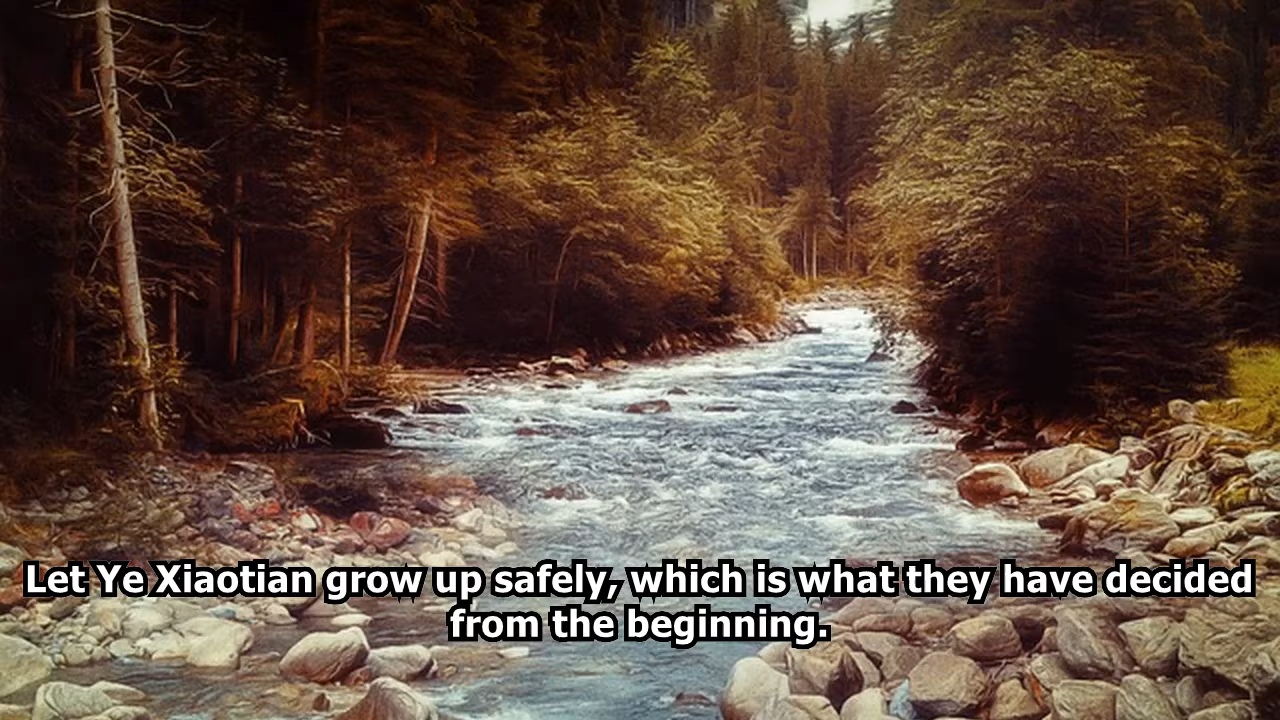 Let Ye Xiaotian grow up safely, which is what they have decided
from the beginning.